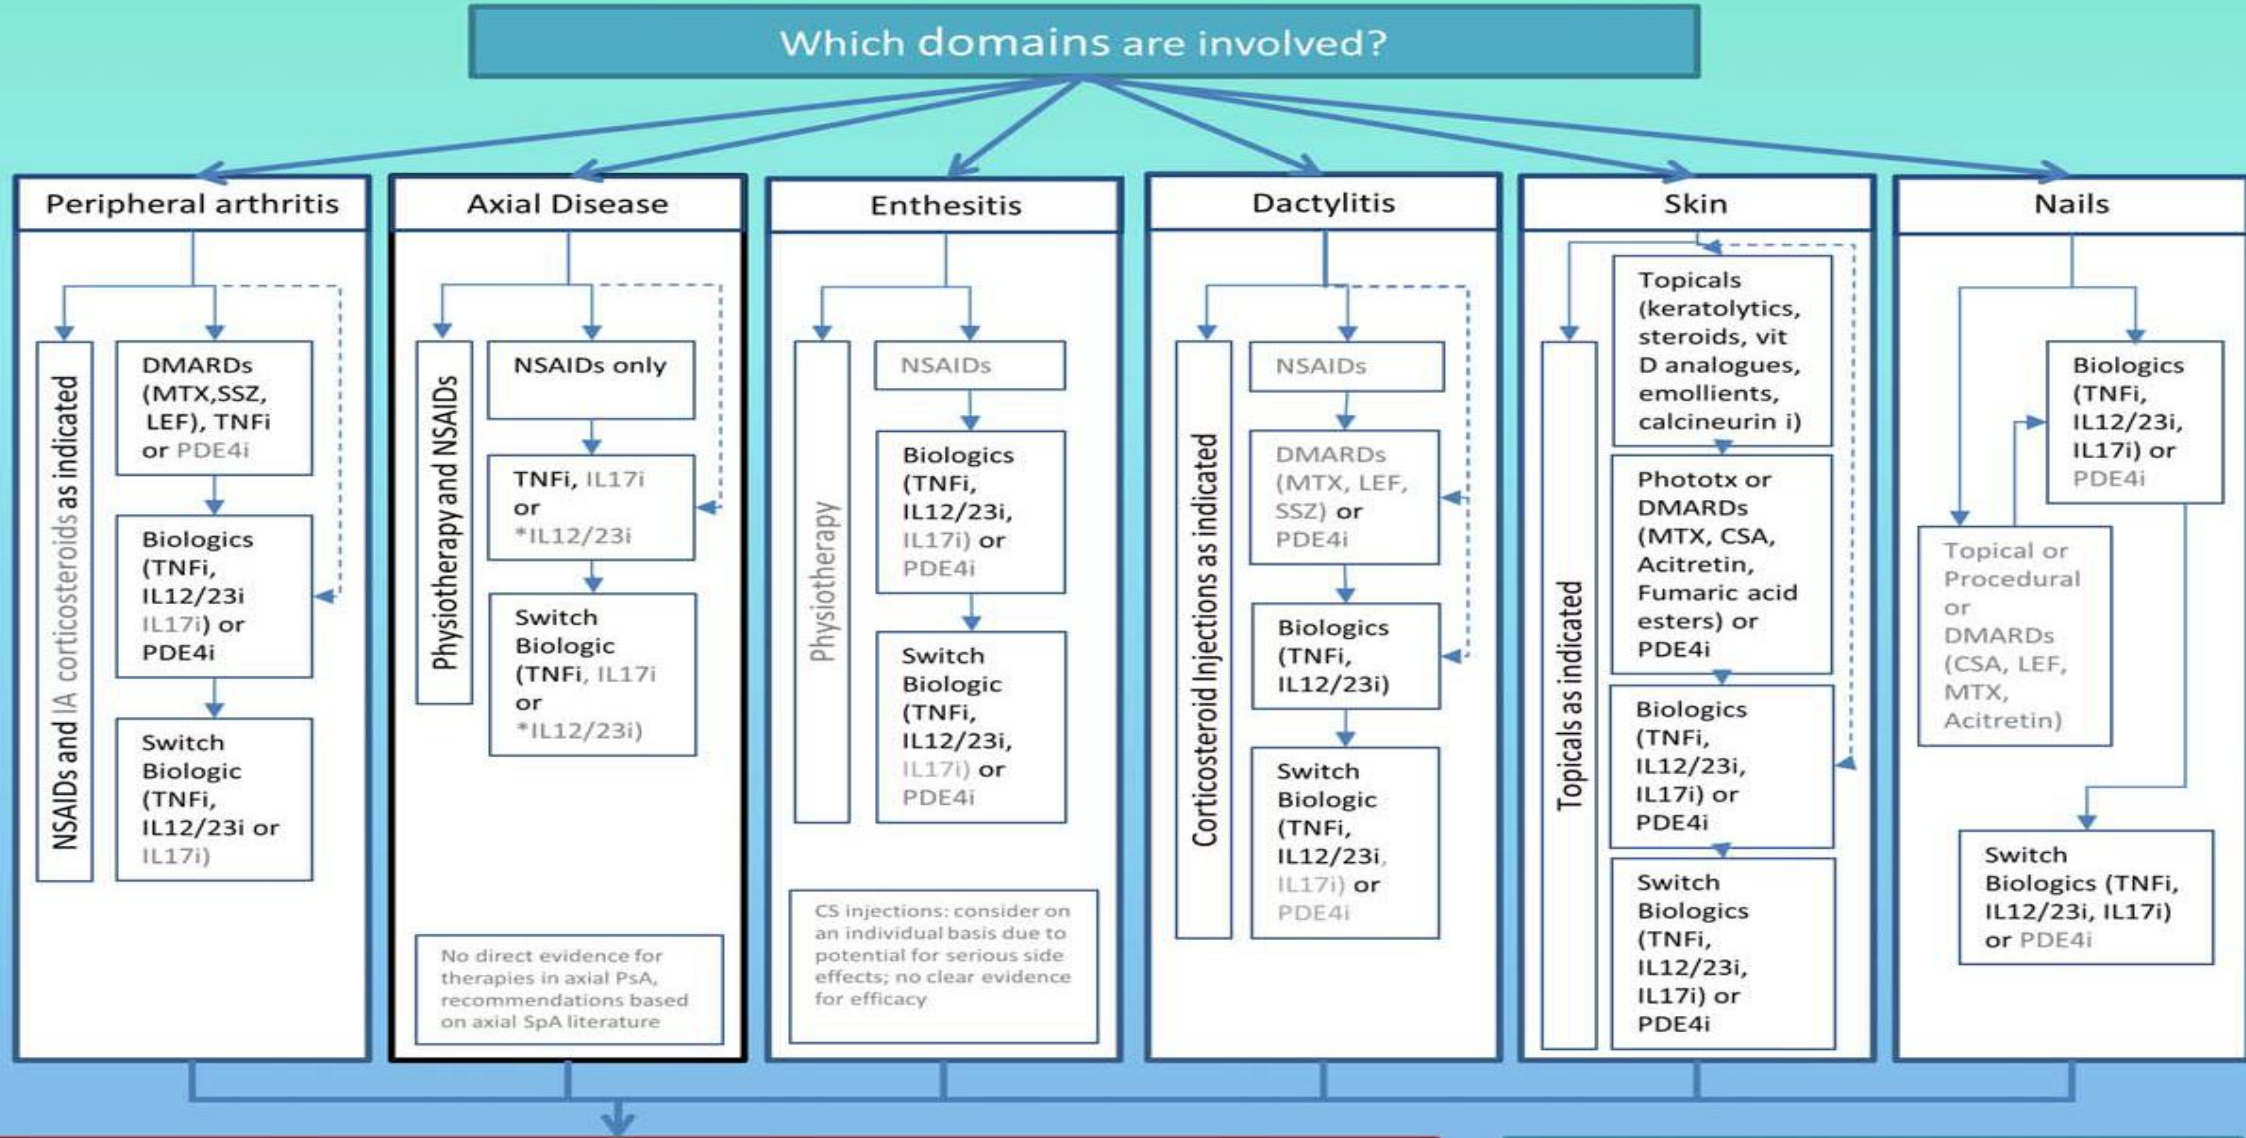 Which domains are involved?
Peripheral arthritis
NSAIDs and IA corticosteroids as indicated
DMARDs
(MTX,SSZ,
LEF), TNFi
or PDE4i
Biologics
(TNFi,
IL12/23i
IL17i) or
PDE4i
Switch
Biologic
(TNFi,
IL12/23i or
IL17i)
Axial Disease
Physiotherapy and NSAIDs
NSAIDs only
TNFi, IL17i
or
*IL12/23i
Switch
Biologic
(TNFi, IL17i
or
*IL12/23i)
No direct evidence for
therapies in axial PsA,
recommendations based
on axial SpA literature
Enthesitis
Physiotherapy
NSAIDs
Biologics
(TNFi,
IL12/23i,
IL17i) or
PDE4i
Switch
Biologic
(TNFi,
IL12/23i,
IL17i) or
PDE4i
CS injections: consider on
an individual basis due to
potential for serious side
effects; no clear evidence
for efficacy
Dactylitis
Corticosteroid Injections as indicated
NSAIDs
DMARDs
(MTX, LEF,
SSZ) or
PDE4i
Biologics
(TNFi,
IL12/23i)
Switch
Biologic
(TNFi,
IL12/23i,
IL17i) or
PDE4i
Skin
Topicals as indicated
Topicals
(keratolytics,
steroids, vit
D analogues,
emollients,
calcineurin i)
Phototx or
DMARDs
(MTX, CSA,
Acitretin,
Fumaric acid
esters) or
PDE4i
Biologics
(TNFi,
IL12/23i,
IL17i) or
PDE4i
Switch
Biologics
(TNFi,
IL12/23i,
IL17i) or
PDE4i
Nails
Biologics
(TNFi,
IL12/23i,
IL17i) or
PDE4i
Topical or
Procedural
or
DMARDs
(CSA, LEF,
MTX,
Acitretin)
Switch
Biologics (TNFi,
IL12/23i, IL17i)
or PDE4i